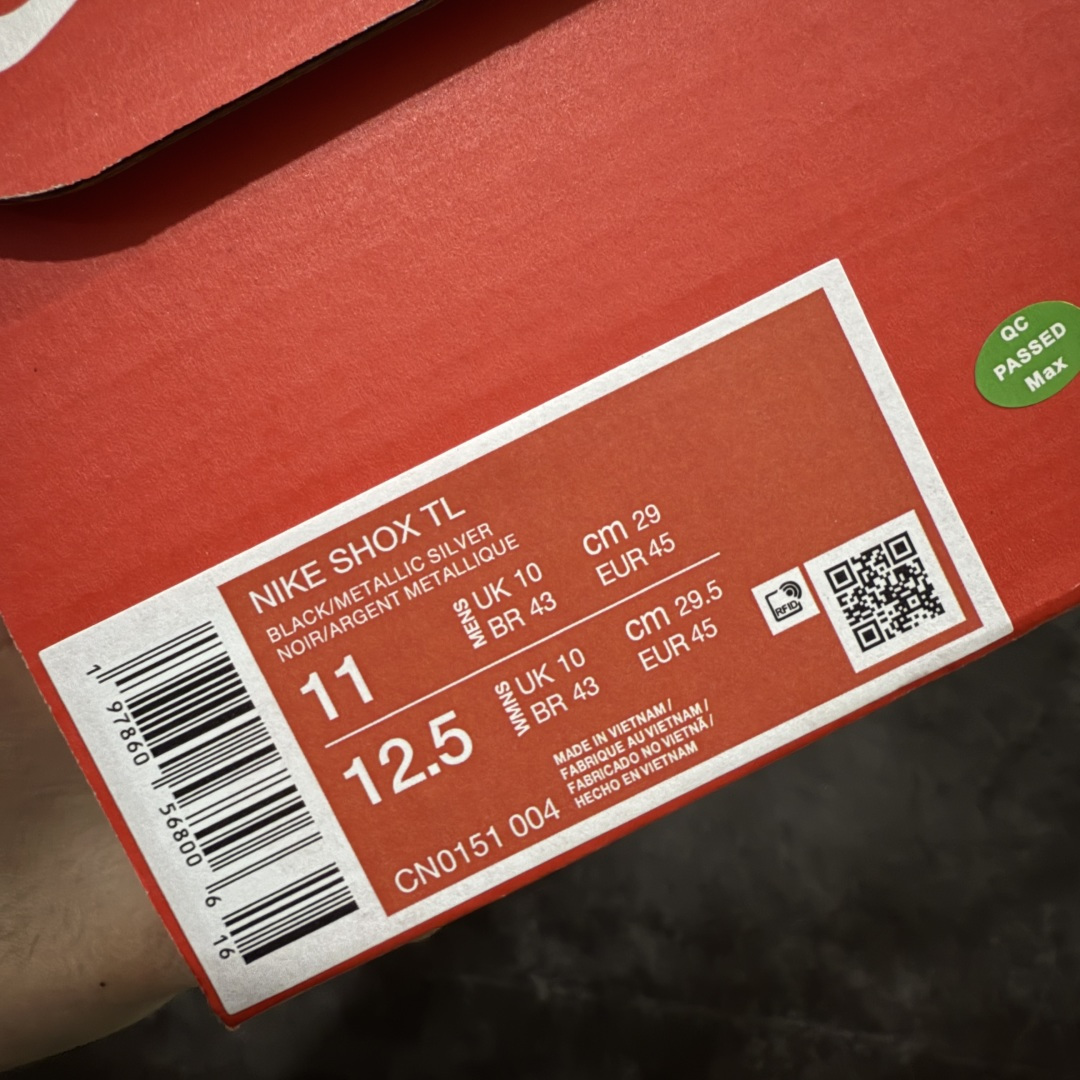 QC
PASSED
Max
NIKE SHOX TL
BLACK/METALLIC SILVER
NOIR/ARGENT METALLIQUE
11
MENS
UK 10
BR 43
cm 29
EUR 45
12.5
WMNS
UK 10
BR 43
cm 29.5
EUR 45
RFID
MADE IN VIETNAM /
FABRIQUE AU VIETNAM /
FABRICADO NO VIETNÃ /
HECHO EN VIETNAM
CN0151 004
1 97860 56800 6 16